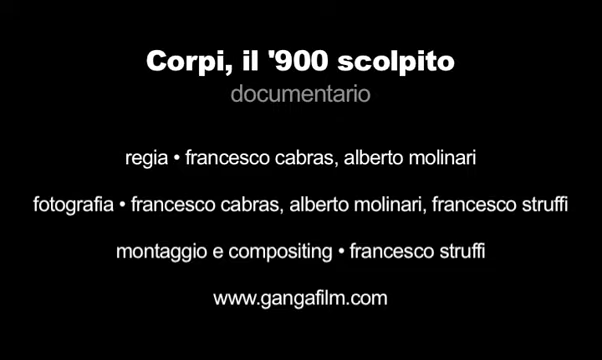 Corpi, il '900 scolpito
documentario
regia • francesco cabras, alberto molinari
fotografia • francesco cabras, alberto molinari, francesco struffi
montaggio e compositing • francesco struffi
www.gangafilm.com